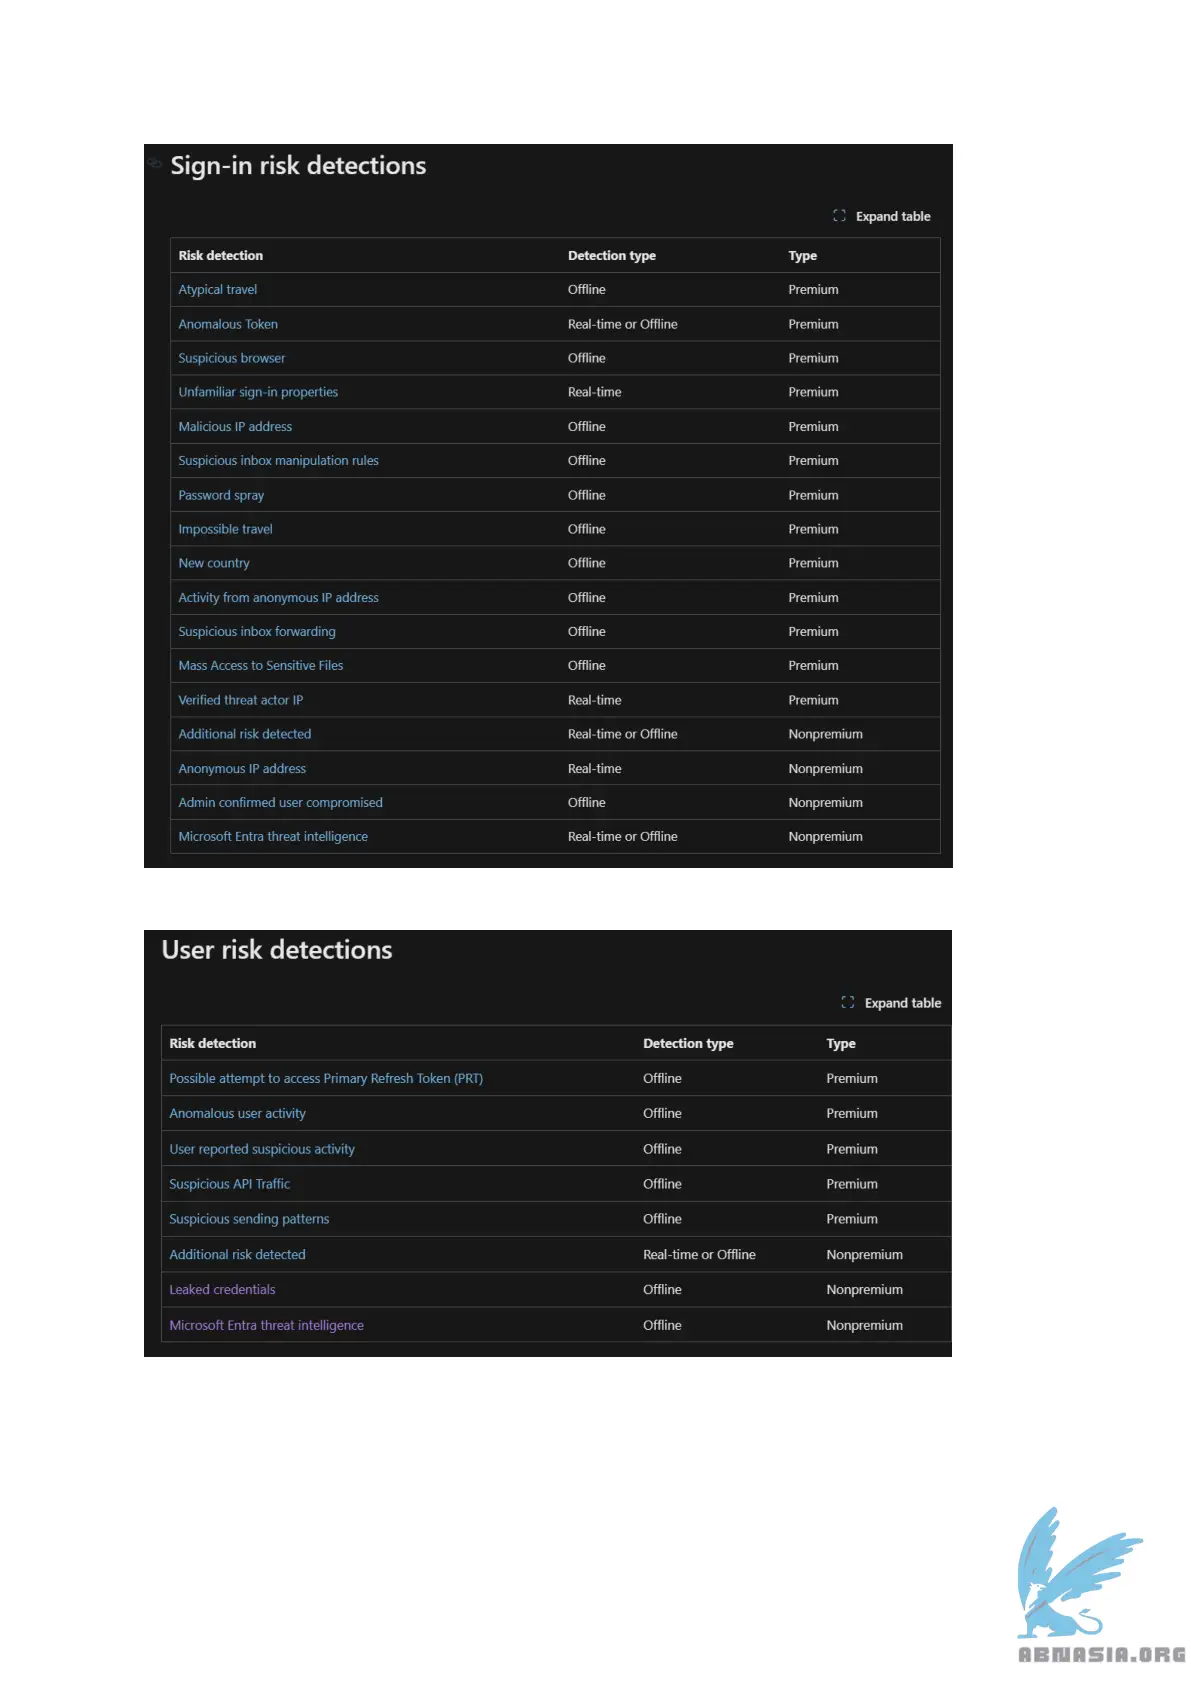 Sign-in risk detections
Expand table
Risk detection Detection type Type
Atypical travel Offline Premium
Anomalous Token Real-time or Offline Premium
Suspicious browser Offline Premium
Unfamiliar sign-in properties Real-time Premium
Malicious IP address Offline Premium
Suspicious inbox manipulation rules Offline Premium
Password spray Offline Premium
Impossible travel Offline Premium
New country Offline Premium
Activity from anonymous IP address Offline Premium
Suspicious inbox forwarding Offline Premium
Mass Access to Sensitive Files Offline Premium
Verified threat actor IP Real-time Premium
Additional risk detected Real-time or Offline Nonpremium
Anonymous IP address Real-time Nonpremium
Admin confirmed user compromised Offline Nonpremium
Microsoft Entra threat intelligence Real-time or Offline Nonpremium
User risk detections
Expand table
Risk detection Detection type Type
Possible attempt to access Primary Refresh Token (PRT) Offline Premium
Anomalous user activity Offline Premium
User reported suspicious activity Offline Premium
Suspicious API Traffic Offline Premium
Suspicious sending patterns Offline Premium
Additional risk detected Real-time or Offline Nonpremium
Leaked credentials Offline Nonpremium
Microsoft Entra threat intelligence Offline Nonpremium
ABNASIA.ORG